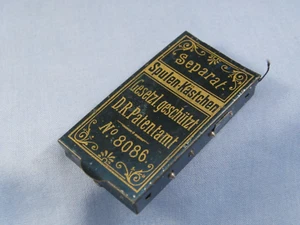 Separat.
Spulen-Kästchen
Gesetzl. geschützt
D.R. Patentamt
No. 8086.